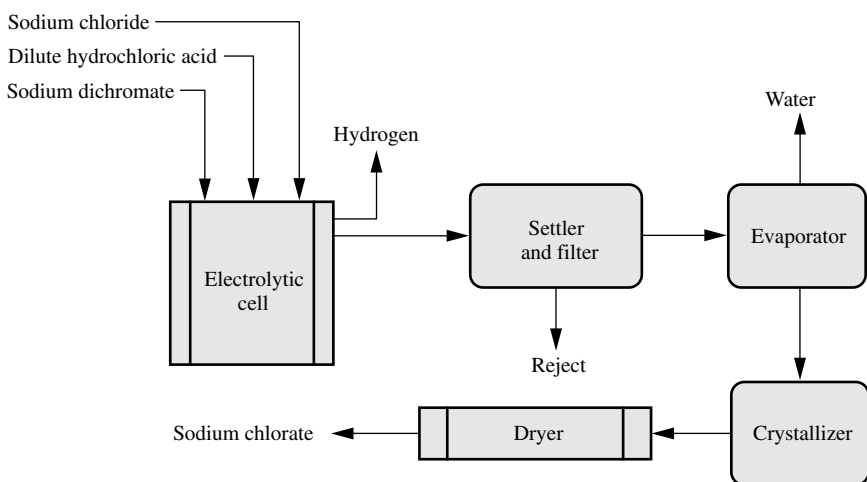 Sodium chloride
Dilute hydrochloric acid
Sodium dichromate
Hydrogen
Water
Electrolytic
cell
Settler
and filter
Evaporator
Reject
Sodium chlorate
Dryer
Crystallizer